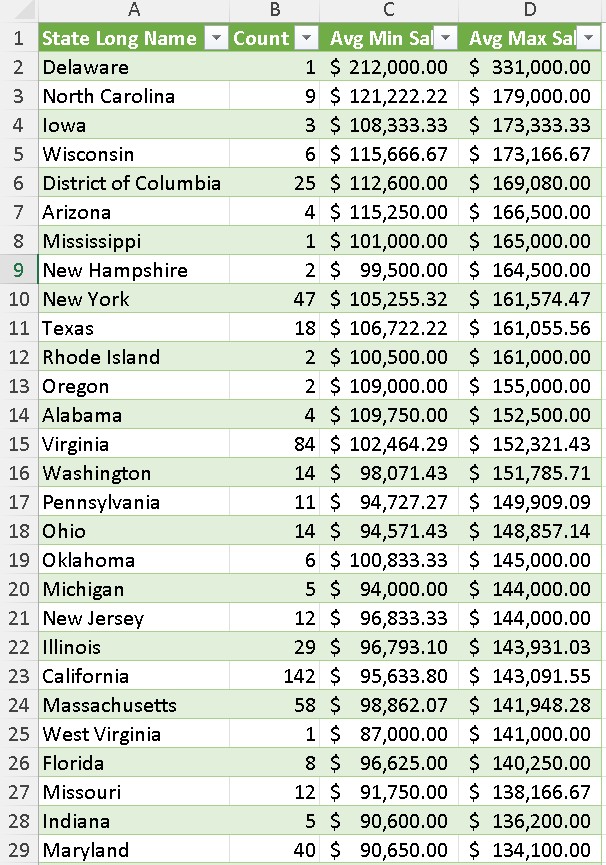 A B C D
1 State Long Name Count Avg Min Sal Avg Max Sal
2 Delaware 1 $ 212,000.00 $ 331,000.00
3 North Carolina 9 $ 121,222.22 $ 179,000.00
4 Iowa 3 $ 108,333.33 $ 173,333.33
5 Wisconsin 6 $ 115,666.67 $ 173,166.67
6 District of Columbia 25 $ 112,600.00 $ 169,080.00
7 Arizona 4 $ 115,250.00 $ 166,500.00
8 Mississippi 1 $ 101,000.00 $ 165,000.00
9 New Hampshire 2 $ 99,500.00 $ 164,500.00
10 New York 47 $ 105,255.32 $ 161,574.47
11 Texas 18 $ 106,722.22 $ 161,055.56
12 Rhode Island 2 $ 100,500.00 $ 161,000.00
13 Oregon 2 $ 109,000.00 $ 155,000.00
14 Alabama 4 $ 109,750.00 $ 152,500.00
15 Virginia 84 $ 102,464.29 $ 152,321.43
16 Washington 14 $ 98,071.43 $ 151,785.71
17 Pennsylvania 11 $ 94,727.27 $ 149,909.09
18 Ohio 14 $ 94,571.43 $ 148,857.14
19 Oklahoma 6 $ 100,833.33 $ 145,000.00
20 Michigan 5 $ 94,000.00 $ 144,000.00
21 New Jersey 12 $ 96,833.33 $ 144,000.00
22 Illinois 29 $ 96,793.10 $ 143,931.03
23 California 142 $ 95,633.80 $ 143,091.55
24 Massachusetts 58 $ 98,862.07 $ 141,948.28
25 West Virginia 1 $ 87,000.00 $ 141,000.00
26 Florida 8 $ 96,625.00 $ 140,250.00
27 Missouri 12 $ 91,750.00 $ 138,166.67
28 Indiana 5 $ 90,600.00 $ 136,200.00
29 Maryland 40 $ 90,650.00 $ 134,100.00